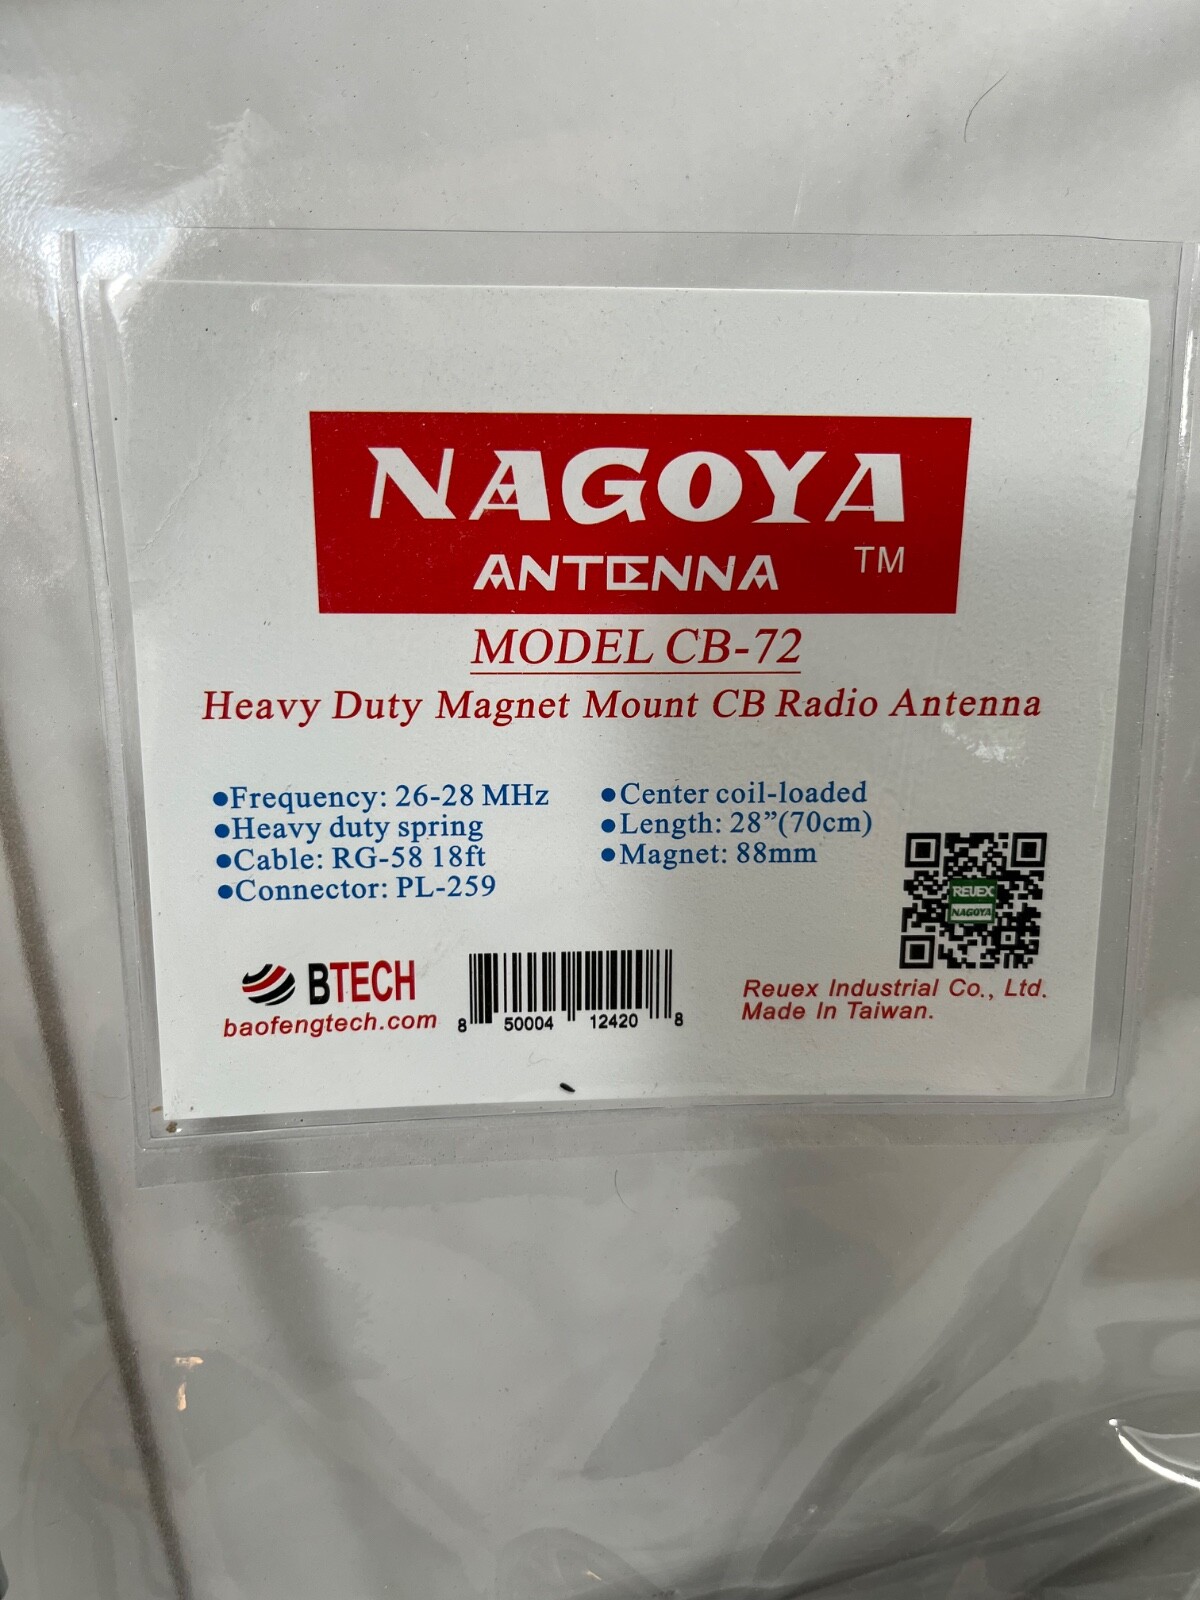 NAGOYA
ANTENNA TM
MODEL CB-72
Heavy Duty Magnet Mount CB Radio Antenna
●Frequency: 26-28 MHz
●Heavy duty spring
●Cable: RG-58 18ft
●Connector: PL-259
●Center coil-loaded
●Length: 28”(70cm)
●Magnet: 88mm
REUEX
NAGOYA
BTECH
baofengtech.com
8 50004 12420 8
Reuex Industrial Co., Ltd.
Made In Taiwan.